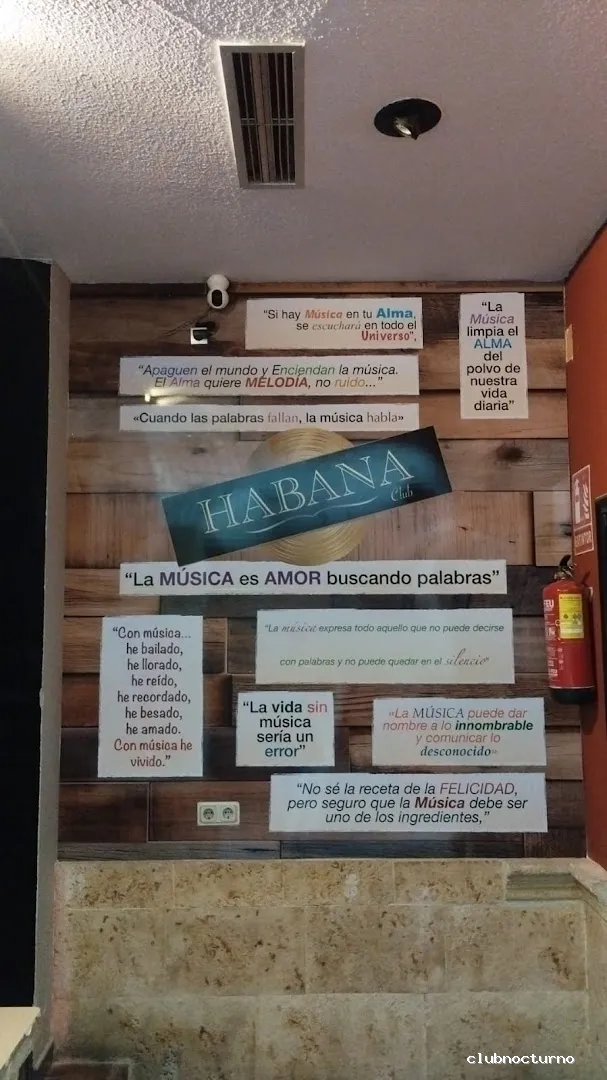 “Si hay Música en tu Alma,
se escuchará en todo el
Universo”,
“La
Música
limpia el
ALMA
del
polvo de
nuestra
vida
diaria”
“Apaguen el mundo y Enciendan la música.
El Alma quiere MELODÍA, no ruido...”
«Cuando las palabras fallan, la música habla»
HABANA
Club
“La MÚSICA es AMOR buscando palabras”
“Con música...
he bailado,
he llorado,
he reído,
he recordado,
he besado,
he amado.
Con música he
vivido.”
“La música expresa todo aquello que no puede decirse
con palabras y no puede quedar en el silencio”
“La vida sin
música
sería un
error”
«La MÚSICA puede dar
nombre a lo innombrable
y comunicar lo
desconocido»
“No sé la receta de la FELICIDAD,
pero seguro que la Música debe ser
uno de los ingredientes,”
EXTINTOR
clubnocturno